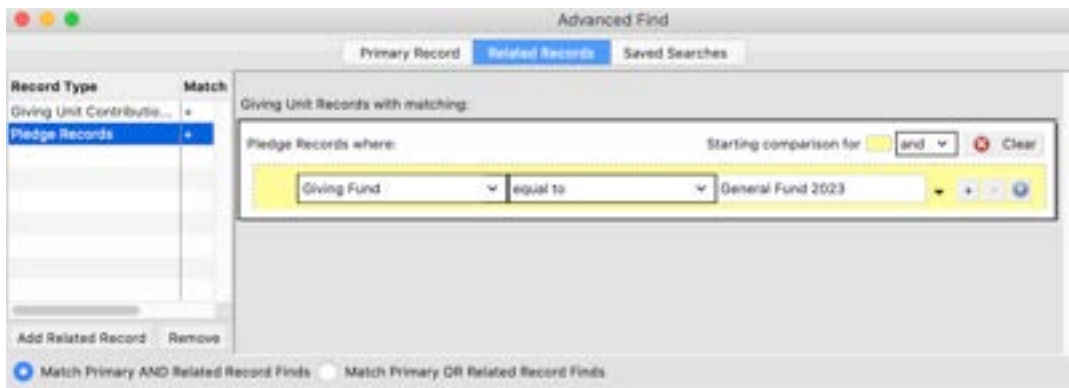 Advanced Find
Primary Record Related Records Saved Searches
Record Type Match
Giving Unit Contributio... +
Pledge Records +
Giving Unit Records with matching:
Pledge Records where: Starting comparison for and Clear
Giving Fund equal to General Fund 2023 + -
Add Related Record Remove
Match Primary AND Related Record Finds Match Primary OR Related Record Finds